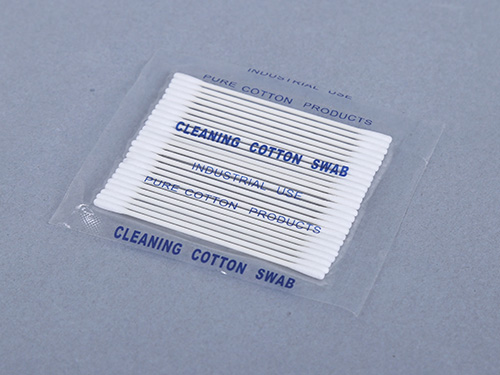 INDUSTRIAL USE
PURE COTTON PRODUCTS
CLEANING COTTON SWAB
INDUSTRIAL USE
PURE COTTON PRODUCTS
CLEANING COTTON SWAB